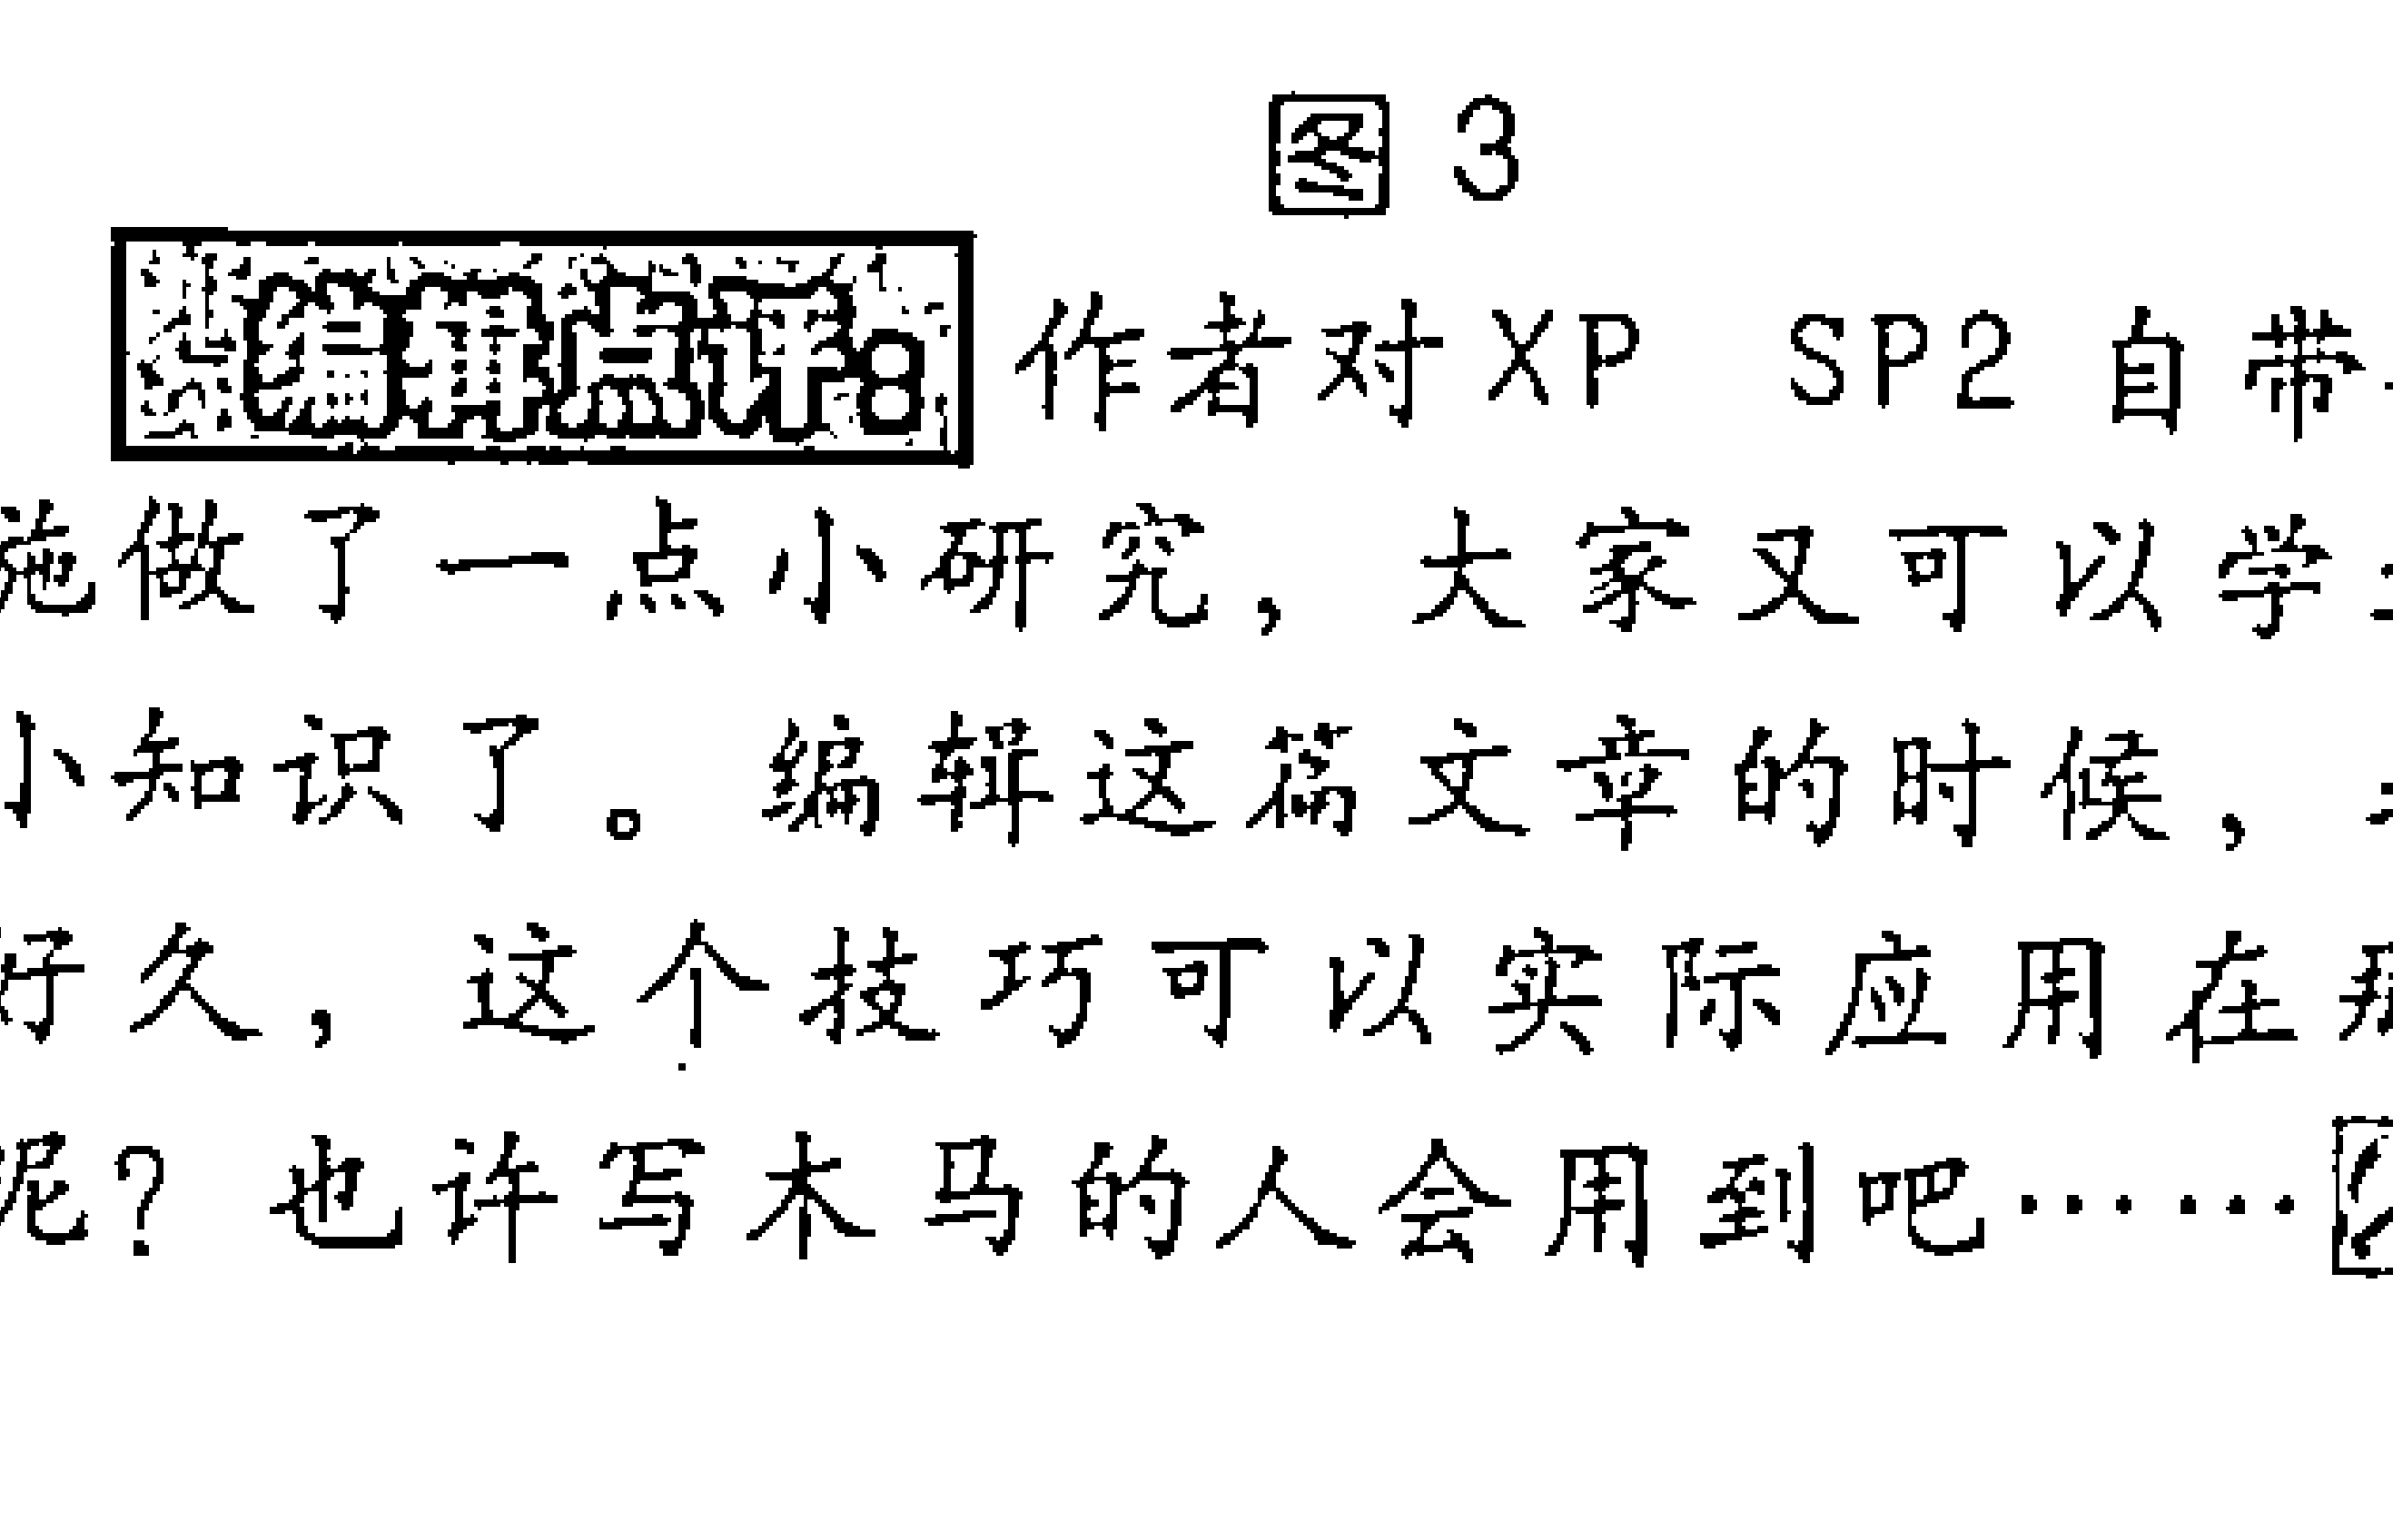 图 3
编辑点评：作者对 XP SP2 自带
施做了一点小研究，大家又可以学
小知识了。编辑这篇文章的时候，
好久，这个技巧可以实际应用在
呢？也许写木马的人会用到吧……